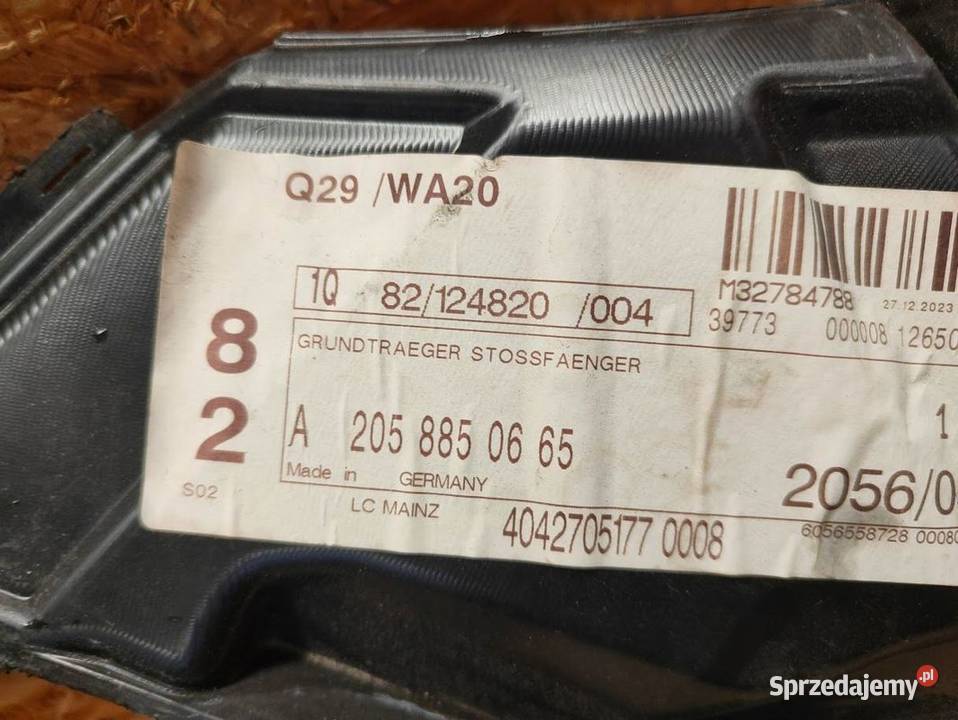 Q29 /WA20
M32784788 27.12.2023
1Q 82/124820 /004
39773 000008 12650
8
2
GRUNDTRAEGER STOSSFAENGER
A 205 885 06 65
1
Made in GERMANY
2056/0
S02
LC MAINZ
4042705177 0008
6056558728 00080
Sprzedajemy.pl